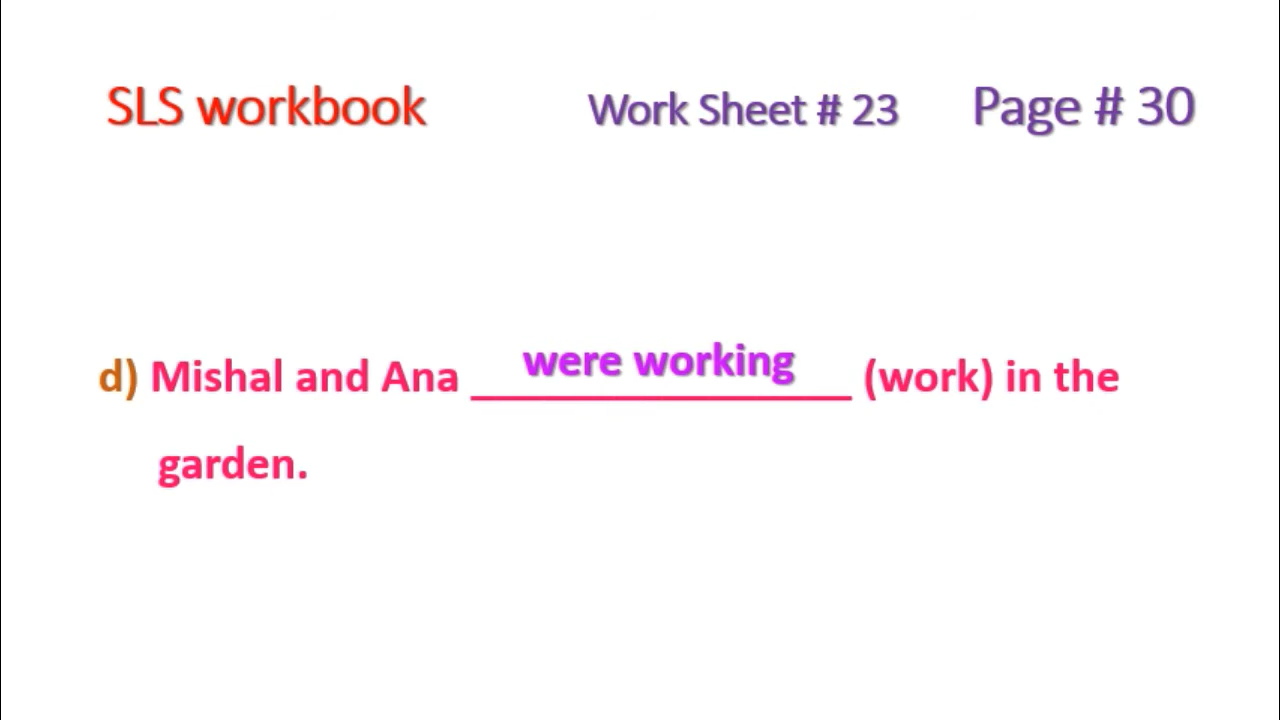 SLS workbook Work Sheet # 23 Page # 30
d) Mishal and Ana were working (work) in the
garden.